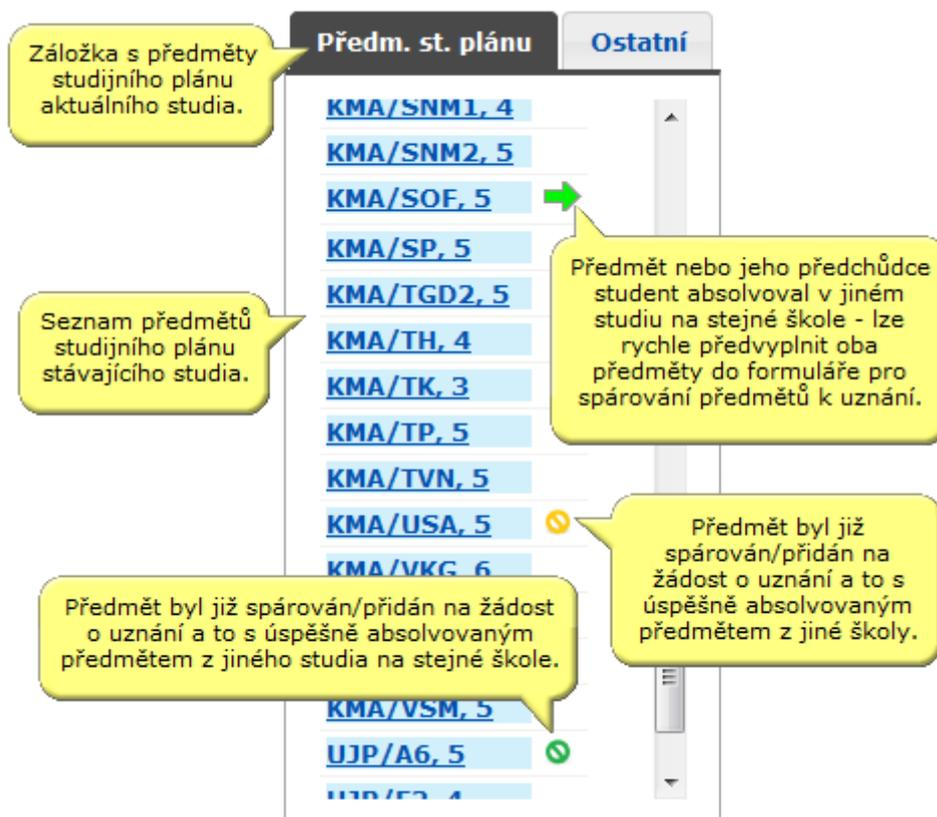 Předm. st. plánu
Ostatní
Záložka s předměty
studijního plánu
aktuálního studia.
KMA/SNM1, 4
KMA/SNM2, 5
KMA/SOF, 5
KMA/SP, 5
KMA/TGD2, 5
KMA/TH, 4
KMA/TK, 3
KMA/TP, 5
KMA/TVN, 5
KMA/USA, 5
KMA/VKG, 6
KMA/VSM, 5
UJP/A6, 5
Předmět nebo jeho předchůdce
student absolvoval v jiném
studiu na stejné škole - lze
rychle předvyplnit oba
předměty do formuláře pro
spárování předmětů k uznání.
Seznam předmětů
studijního plánu
stávajícího studia.
Předmět byl již
spárován/přidán na
žádost o uznání a to s
úspěšně absolvovaným
předmětem z jiné školy.
Předmět byl již spárován/přidán na žádost
o uznání a to s úspěšně absolvovaným
předmětem z jiného studia na stejné škole.